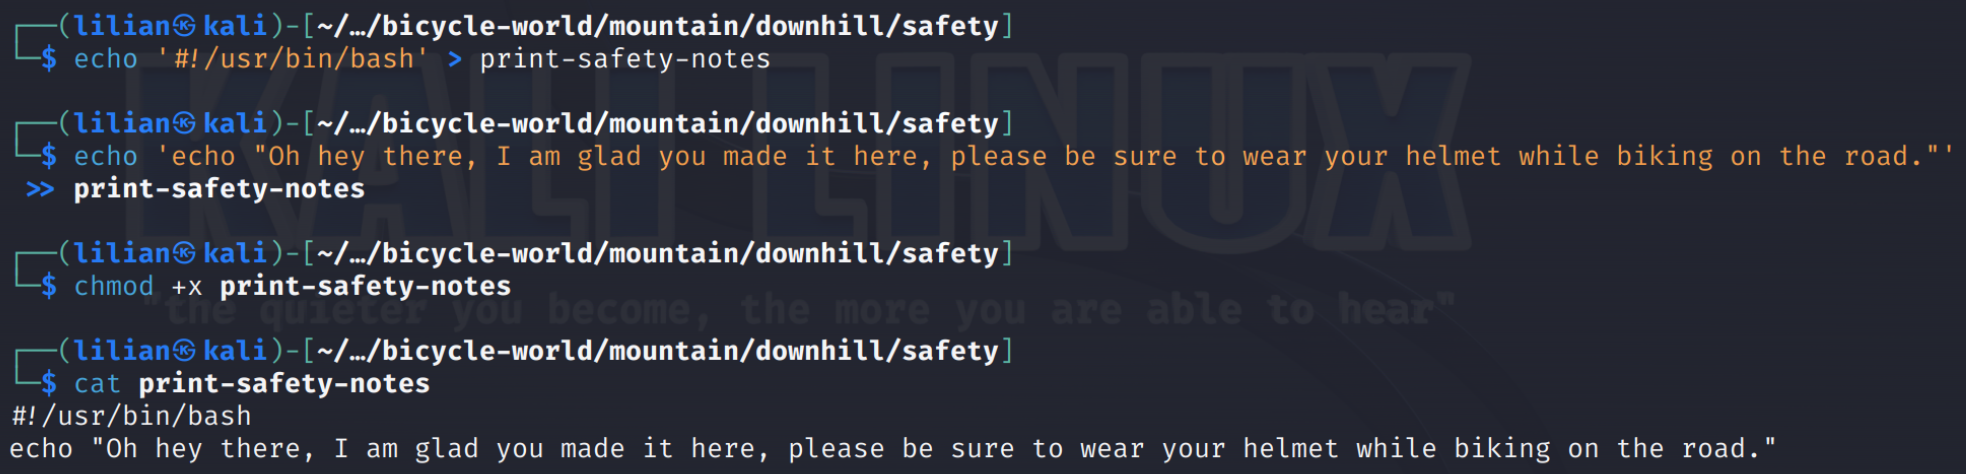 ┌──(lilian㉿kali)-[~/…/bicycle-world/mountain/downhill/safety]
└─$ echo '#!/usr/bin/bash' > print-safety-notes
┌──(lilian㉿kali)-[~/…/bicycle-world/mountain/downhill/safety]
└─$ echo 'echo "Oh hey there, I am glad you made it here, please be sure to wear your helmet while biking on the road."'
>> print-safety-notes
┌──(lilian㉿kali)-[~/…/bicycle-world/mountain/downhill/safety]
└─$ chmod +x print-safety-notes
┌──(lilian㉿kali)-[~/…/bicycle-world/mountain/downhill/safety]
└─$ cat print-safety-notes
#!/usr/bin/bash
echo "Oh hey there, I am glad you made it here, please be sure to wear your helmet while biking on the road."
KALI LINUX
"the quieter you become, the more you are able to hear"